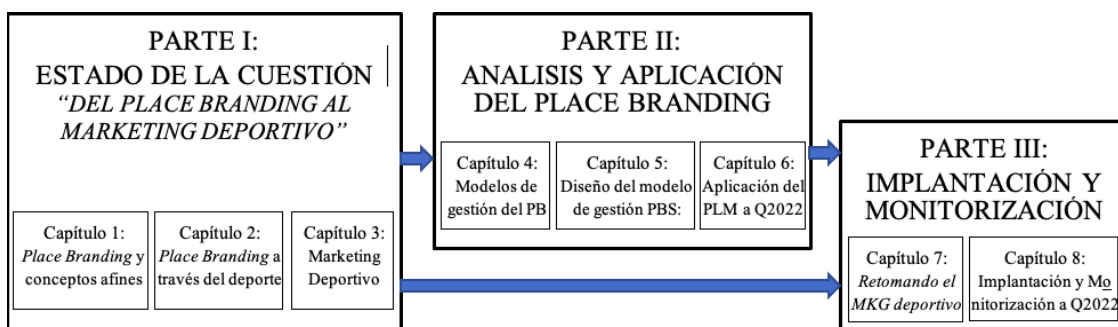 PARTE I:
ESTADO DE LA CUESTIÓN
“DEL PLACE BRANDING AL
MARKETING DEPORTIVO”
Capítulo 1:
Place Branding y
conceptos afines
Capítulo 2:
Place Branding a
través del deporte
Capítulo 3:
Marketing
Deportivo
PARTE II:
ANALISIS Y APLICACIÓN
DEL PLACE BRANDING
Capítulo 4:
Modelos de
gestión del PB
Capítulo 5:
Diseño del modelo
de gestión PBS:
Capítulo 6:
Aplicación del
PLM a Q2022
PARTE III:
IMPLANTACIÓN Y
MONITORIZACIÓN
Capítulo 7:
Retomando el
MKG deportivo
Capítulo 8:
Implantación y Mo
nitorización a Q2022